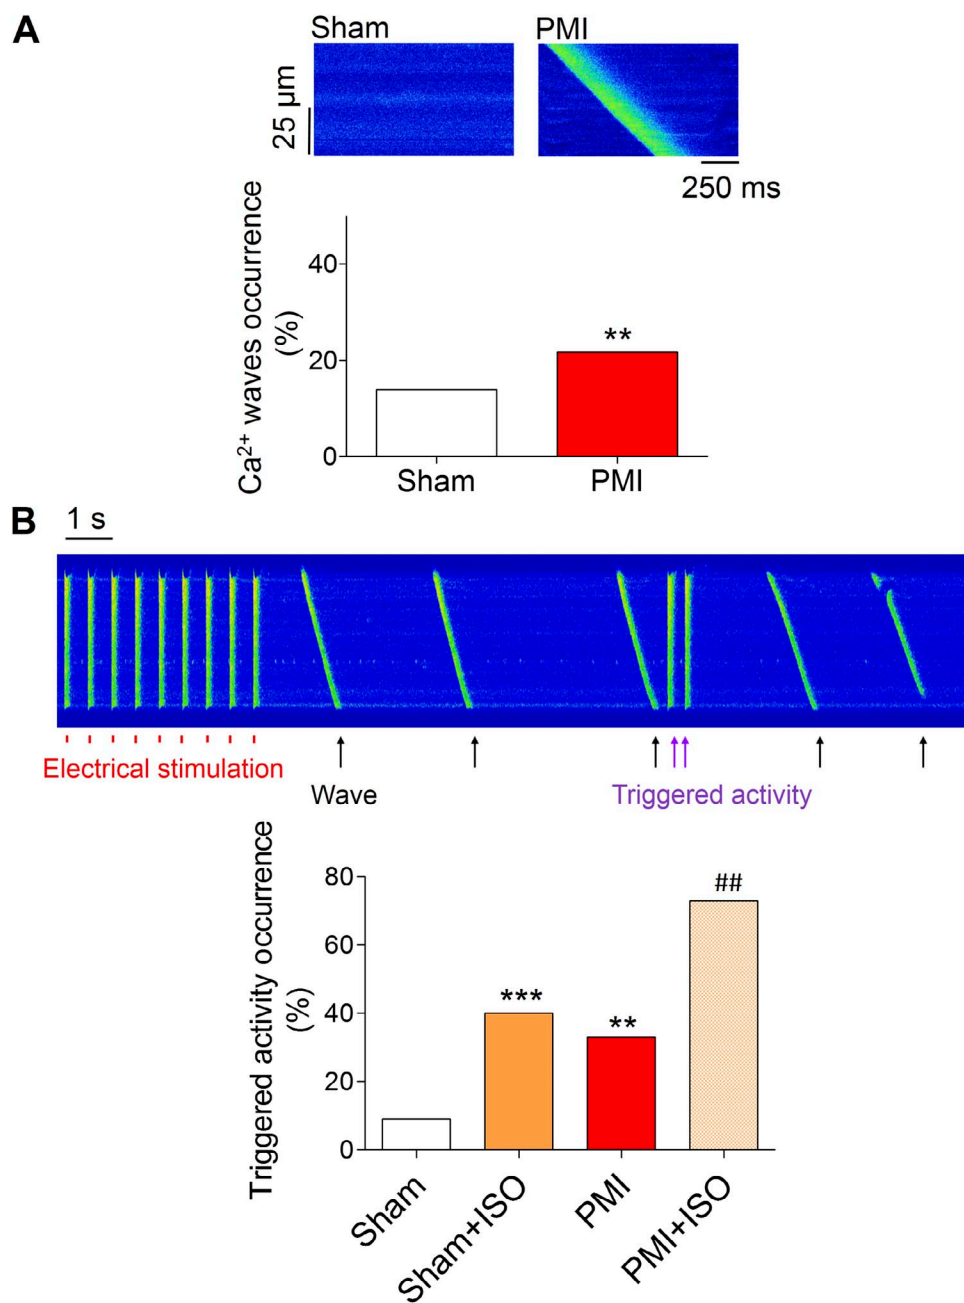 A
Sham
PMI
25 µm
250 ms
Ca²⁺ waves occurrence
(%)
40
20
0
**
Sham
PMI
B
1 s
Electrical stimulation
Wave
Triggered activity
Triggered activity occurrence
(%)
80
60
40
20
0
***
**
##
Sham
Sham+ISO
PMI
PMI+ISO